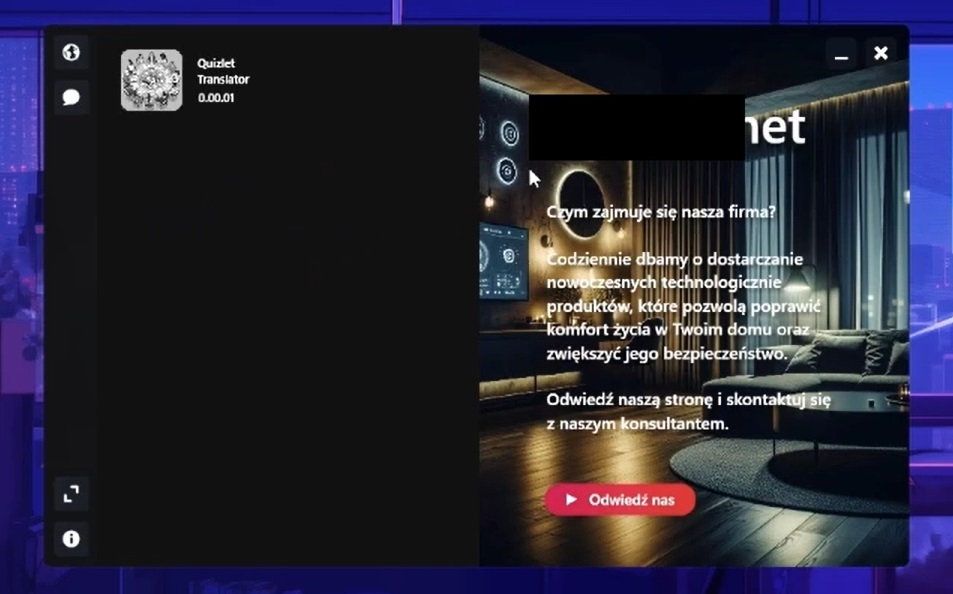 Quizlet
Translator
0.00.01
net
Czym zajmuje się nasza firma?
Codziennie dbamy o dostarczanie
nowoczesnych technologicznie
produktów, które pozwolą poprawić
komfort życia w Twoim domu oraz
zwiększyć jego bezpieczeństwo.
Odwiedź naszą stronę i skontaktuj się
z naszym konsultantem.
Odwiedź nas